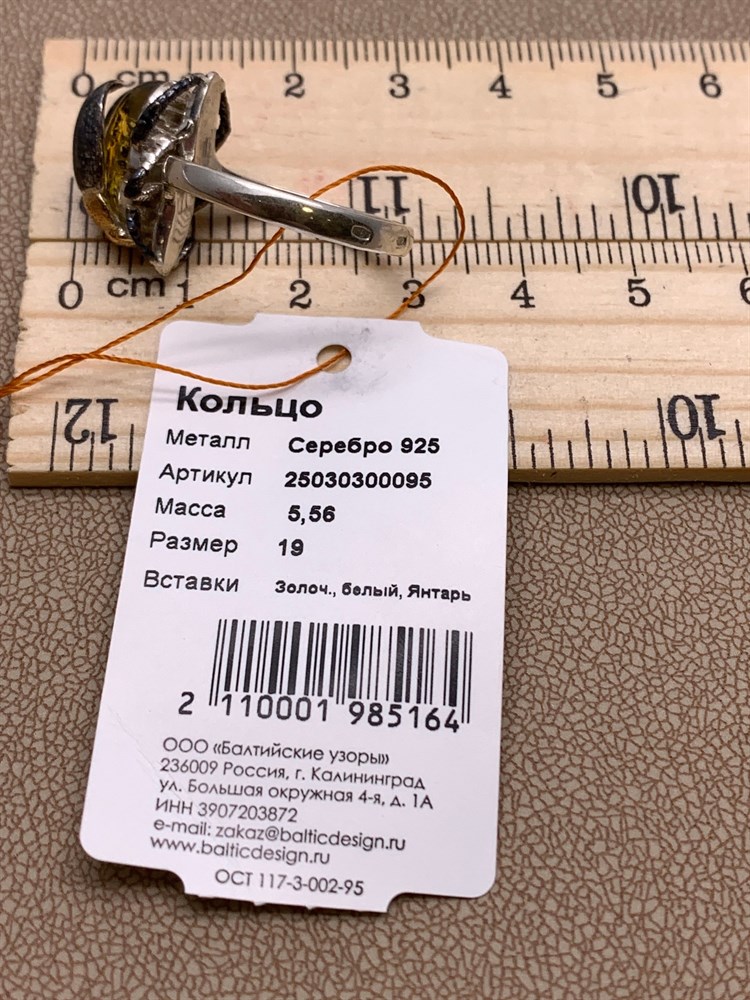 0 cm 2 3 4 5 6
11 10
0 cm 1 2 3 4 5 6
12 10
Кольцо
Металл Серебро 925
Артикул 25030300095
Масса 5,56
Размер 19
Вставки Золоч., белый, Янтарь
2 110001 985164
ООО «Балтийские узоры»
236009 Россия, г. Калининград
ул. Большая окружная 4-я, д. 1А
ИНН 3907203872
e-mail: zakaz@balticdesign.ru
www.balticdesign.ru
ОСТ 117-3-002-95